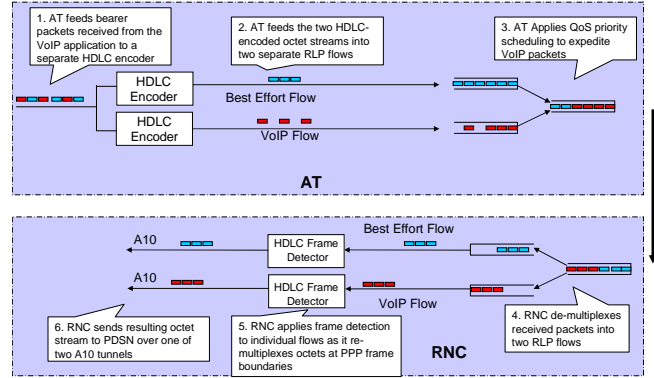 1. AT feeds bearer
packets received from the
VoIP application to a
separate HDLC encoder
2. AT feeds the two HDLC-
encoded octet streams into
two separate RLP flows
3. AT Applies QoS priority
scheduling to expedite
VoIP packets
HDLC
Encoder
Best Effort Flow
HDLC
Encoder
VoIP Flow
AT
Best Effort Flow
A10
HDLC Frame
Detector
A10
HDLC Frame
Detector
VoIP Flow
6. RNC sends resulting octet
stream to PDSN over one of
two A10 tunnels
5. RNC applies frame detection
to individual flows as it re-
multiplexes octets at PPP frame
boundaries
4. RNC de-multiplexes
received packets into
two RLP flows
RNC